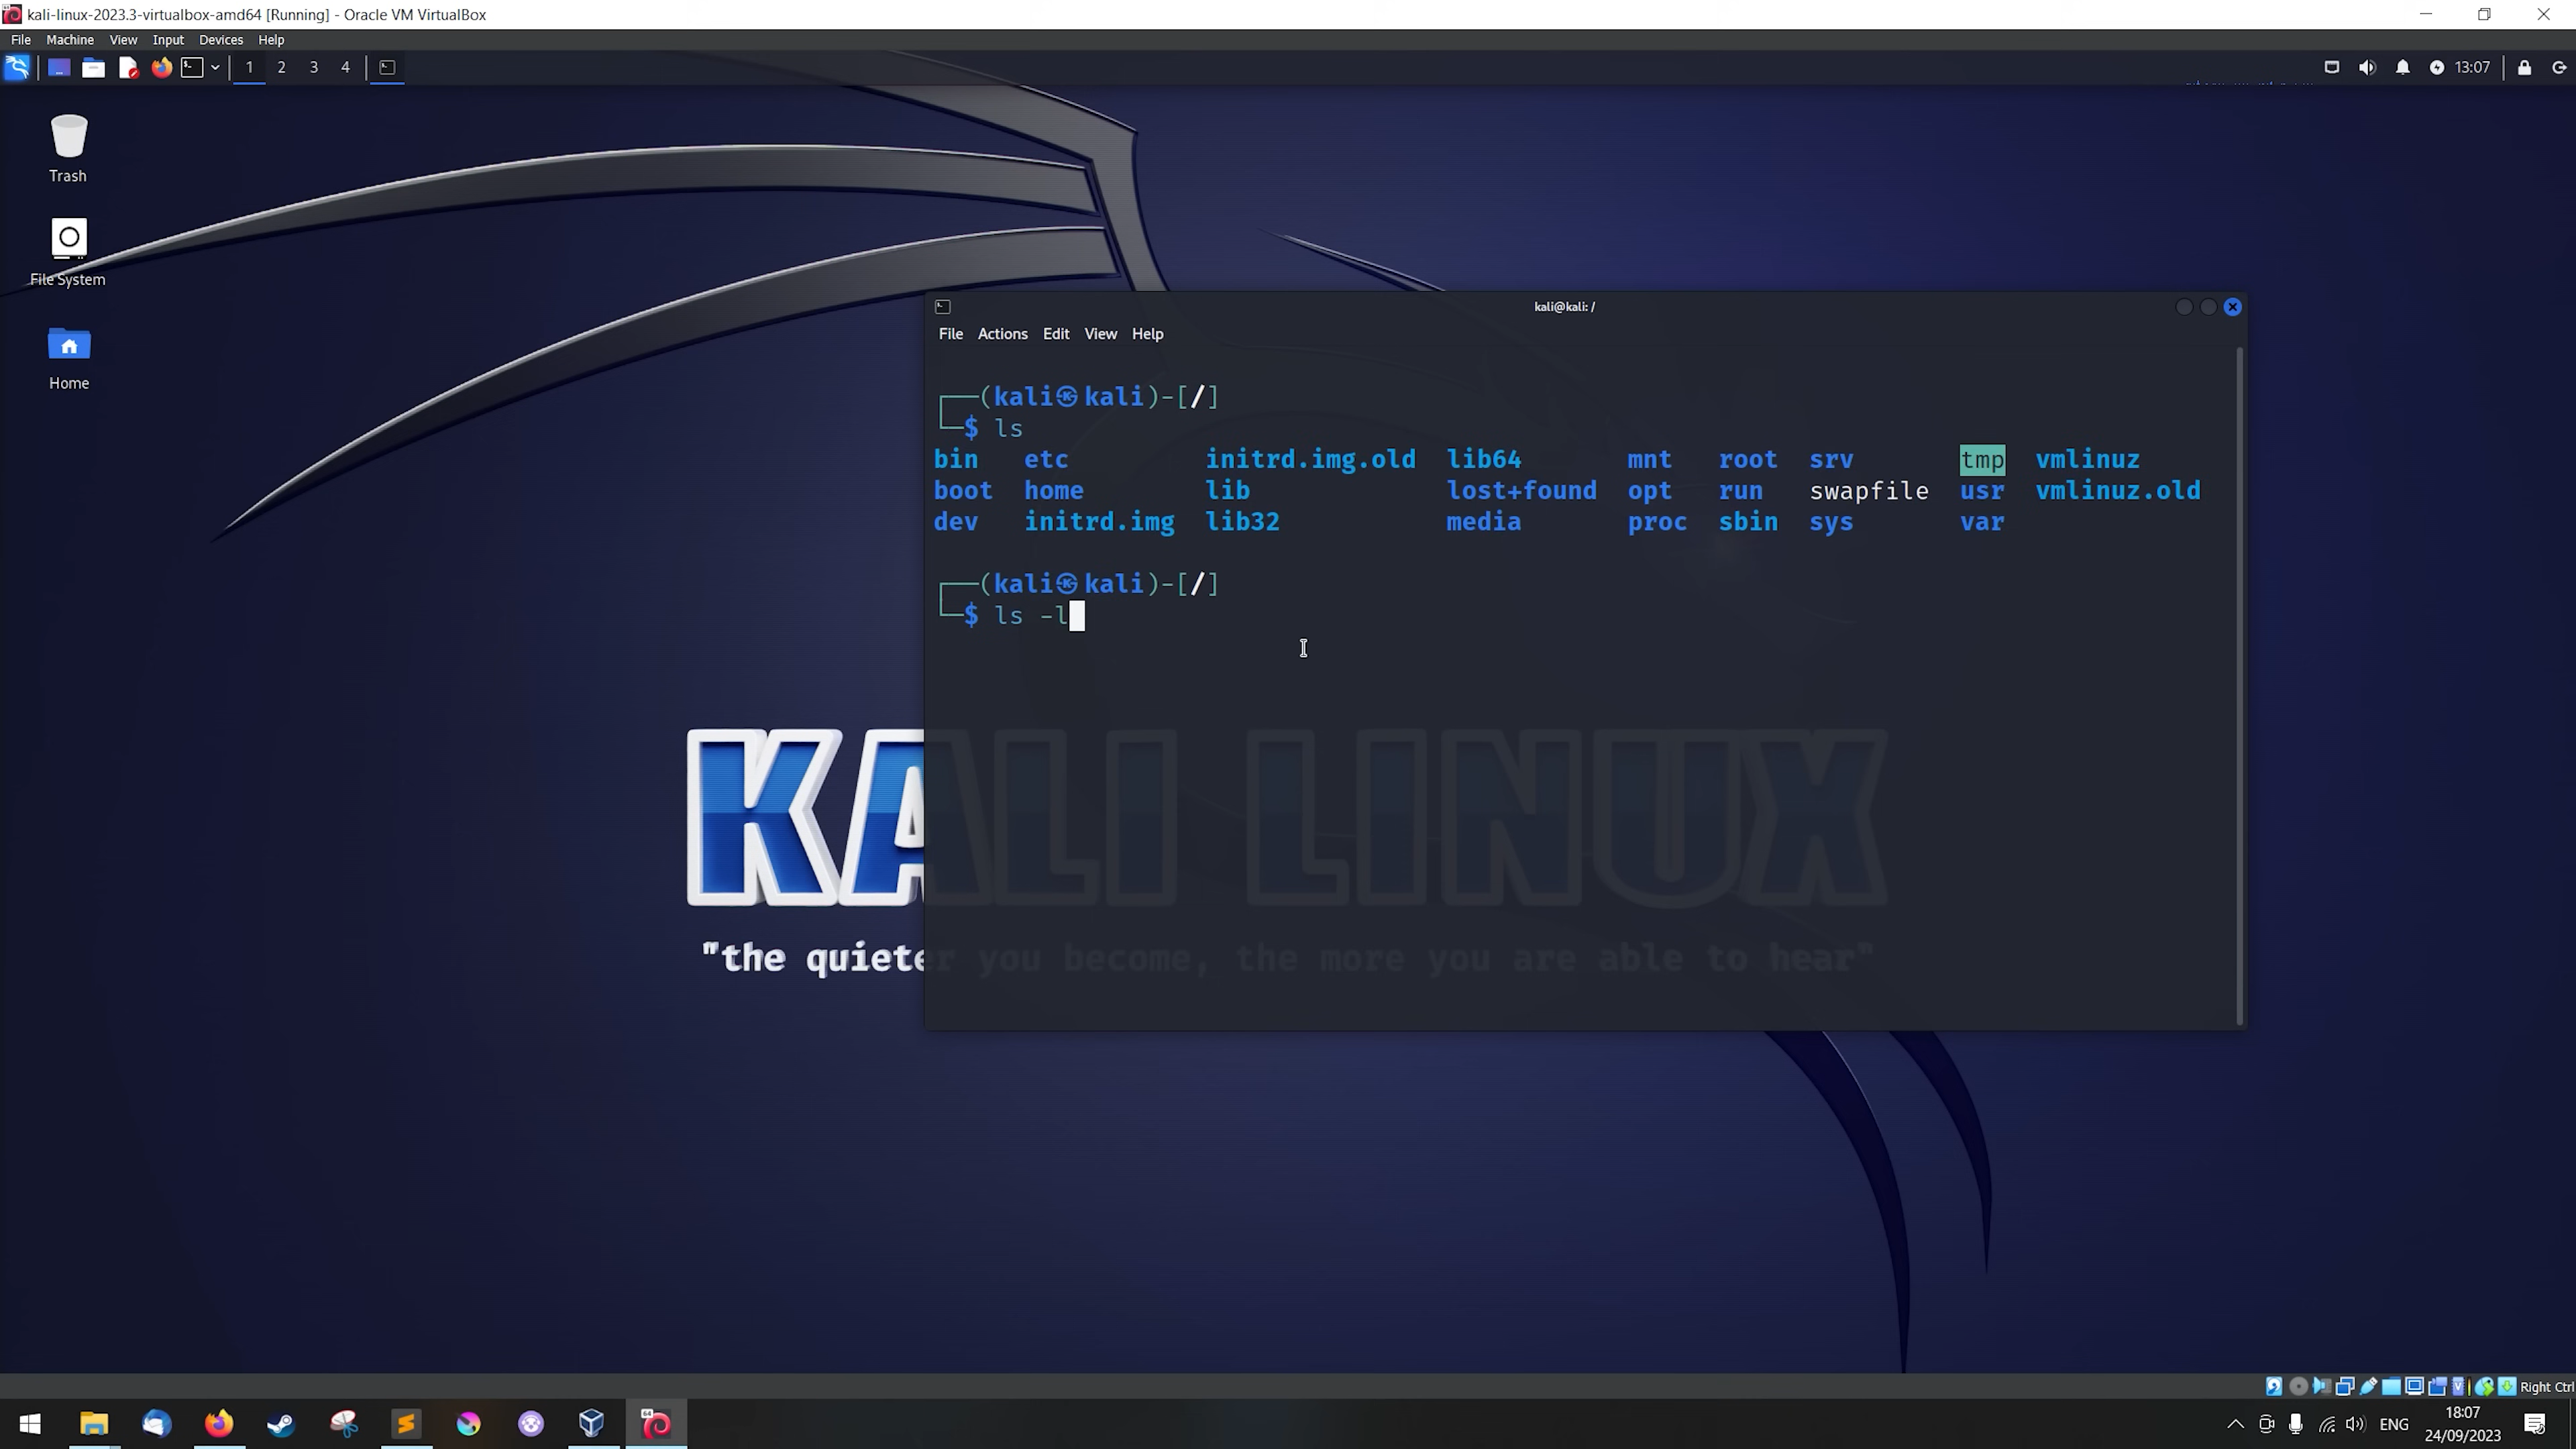 kali-linux-2023.3-virtualbox-amd64 [Running] - Oracle VM VirtualBox
File Machine View Input Devices Help
1 2 3 4
13:07
Trash
File System
Home
kali@kali: /
File Actions Edit View Help
┌──(kali㉿kali)-[/]
└─$ ls
bin etc initrd.img.old lib64 mnt root srv tmp vmlinuz
boot home lib lost+found opt run swapfile usr vmlinuz.old
dev initrd.img lib32 media proc sbin sys var
┌──(kali㉿kali)-[/]
└─$ ls -l
KALI LINUX
"the quieter you become, the more you are able to hear"
Right Ctrl
ENG
18:07
24/09/2023